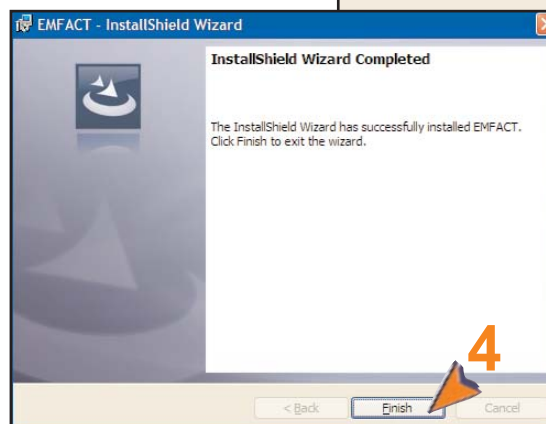 EMFACT - InstallShield Wizard
InstallShield Wizard Completed
The InstallShield Wizard has successfully installed EMFACT.
Click Finish to exit the wizard.
4
< Back
Finish
Cancel